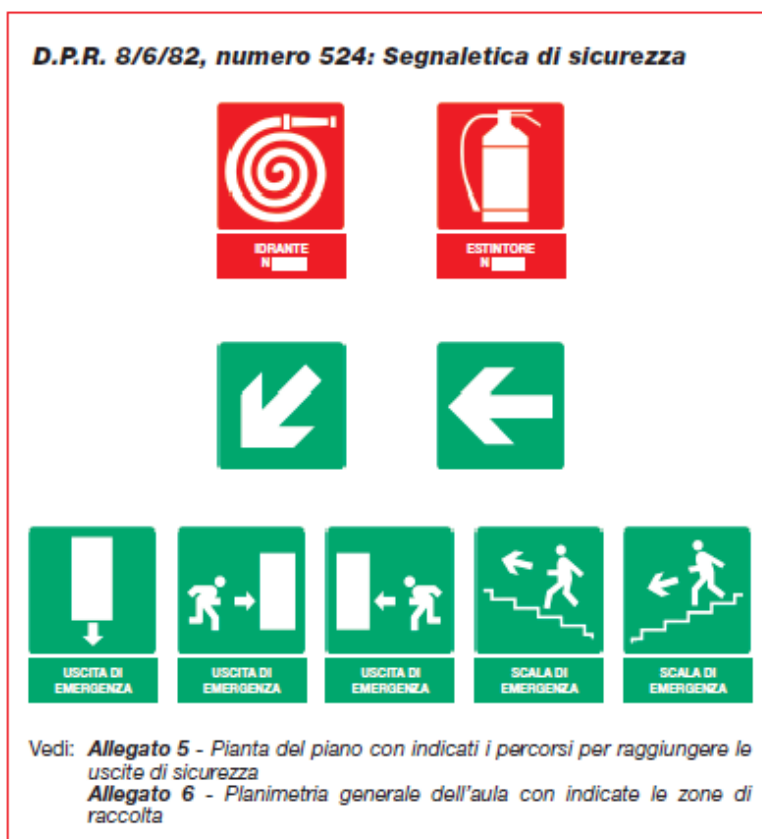 D.P.R. 8/6/82, numero 524: Segnaletica di sicurezza
IDRANTE
N
ESTINTORE
N
USCITA DI
EMERGENZA
USCITA DI
EMERGENZA
USCITA DI
EMERGENZA
SCALA DI
EMERGENZA
SCALA DI
EMERGENZA
Vedi: Allegato 5 - Pianta del piano con indicati i percorsi per raggiungere le
uscite di sicurezza
Allegato 6 - Planimetria generale dell'aula con indicate le zone di
raccolta